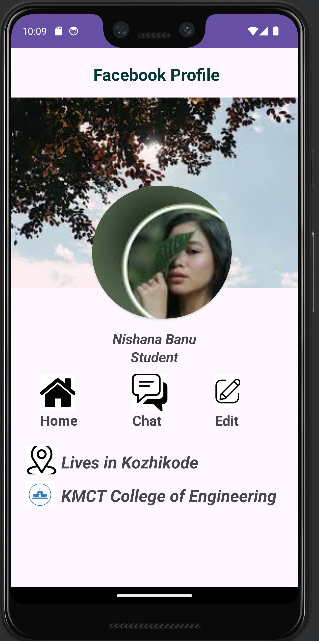 10:09
Facebook Profile
Nishana Banu
Student
Home Chat Edit
Lives in Kozhikode
KMCT College of Engineering